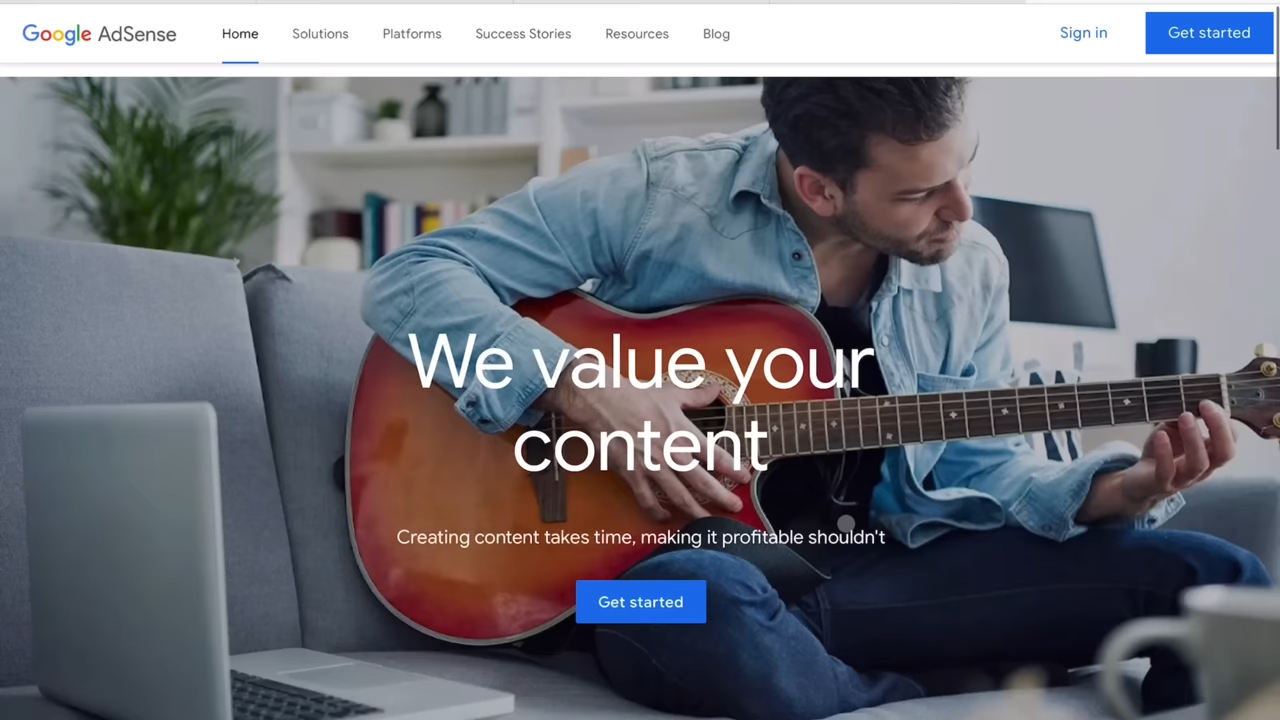 Google AdSense Home Solutions Platforms Success Stories Resources Blog Sign in Get started
We value your
content
Creating content takes time, making it profitable shouldn't
Get started